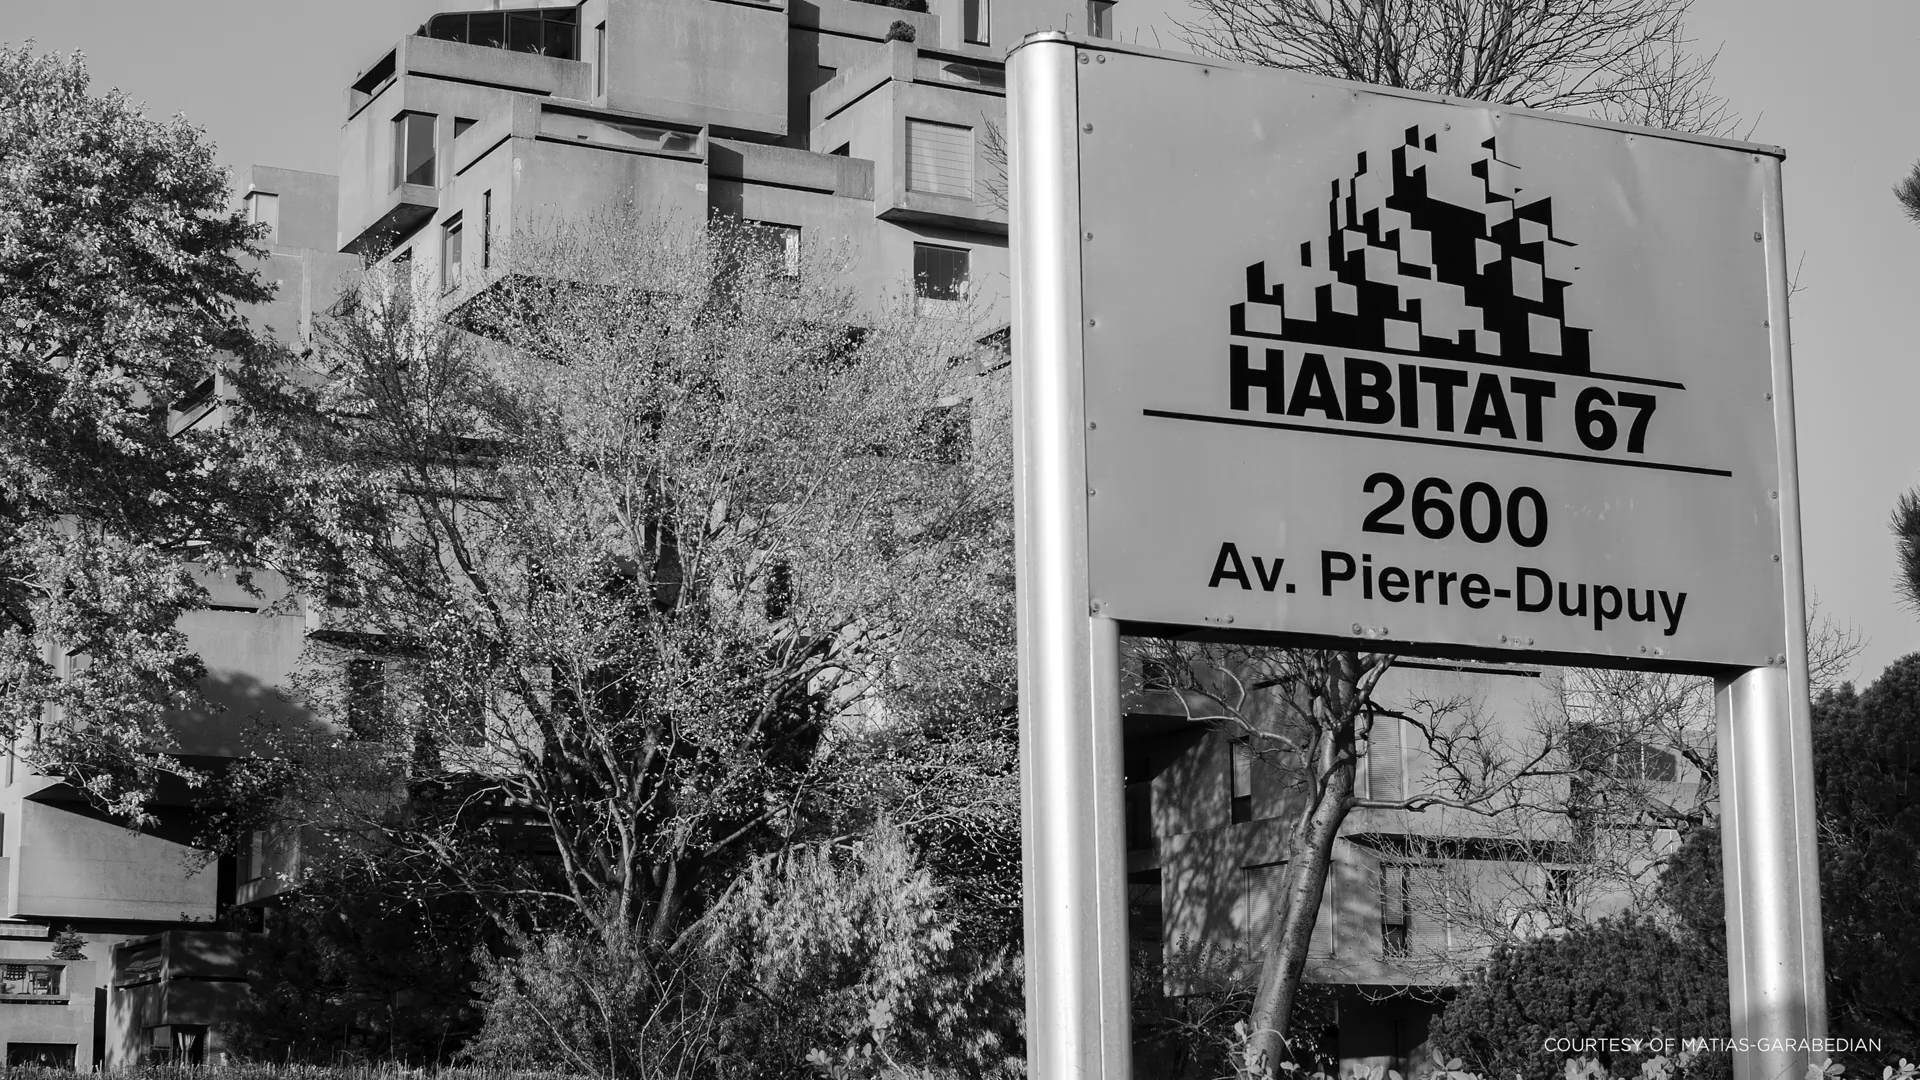 HABITAT 67
2600
Av. Pierre-Dupuy
COURTESY OF MATIAS-GARABEDIAN